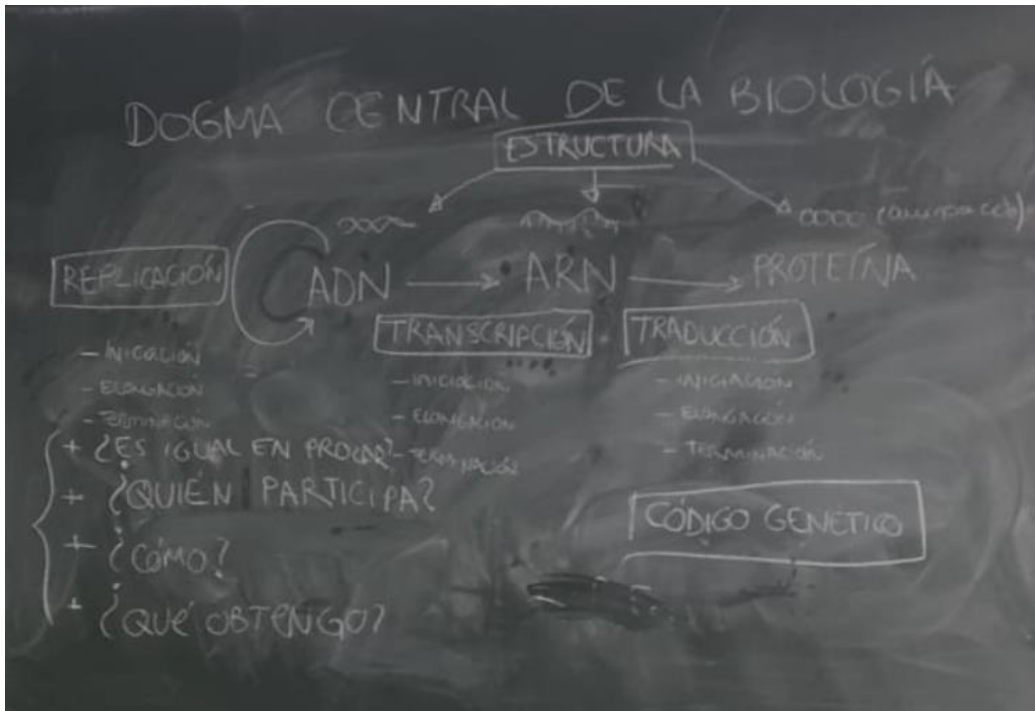 DOGMA CENTRAL DE LA BIOLOGÍA
ESTRUCTURA
REPLICACIÓN
ADN
ARN
PROTEÍNA
TRANSCRIPCIÓN
TRADUCCIÓN
- INICIACIÓN
- ELONGACIÓN
- TERMINACIÓN
- INICIACIÓN
- ELONGACIÓN
- TERMINACIÓN
- INICIACIÓN
- ELONGACIÓN
- TERMINACIÓN
+ ¿ES IGUAL EN PROCAR?
+ ¿QUIÉN PARTICIPA?
+ ¿CÓMO?
+ ¿QUÉ OBTENGO?
CÓDIGO GENÉTICO